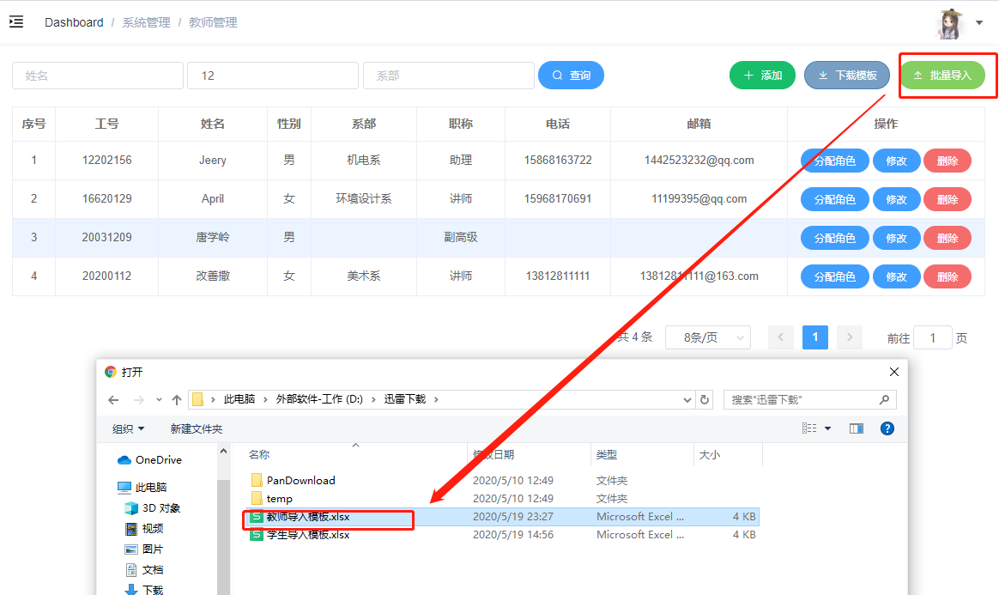 Dashboard / 系统管理 / 教师管理
姓名 12 系部 查询 添加 下载模板 批量导入
序号 工号 姓名 性别 系部 职称 电话 邮箱 操作
1 12202156 Jeery 男 机电系 助理 15868163722 1442523232@qq.com 分配角色 修改 删除
2 16620129 April 女 环境设计系 讲师 15968170691 11199395@qq.com 分配角色 修改 删除
3 20031209 唐学岭 男 副高级 分配角色 修改 删除
4 20200112 改善撤 女 美术系 讲师 13812811111 13812811111@163.com 分配角色 修改 删除
共 4 条 8条/页 1 前往 1 页
打开
此电脑 外部软件-工作 (D:) 迅雷下载 搜索"迅雷下载"
组织 新建文件夹
名称 修改日期 类型 大小
OneDrive
此电脑
3D 对象
视频
图片
文档
下载
PanDownload 2020/5/10 12:49 文件夹
temp 2020/5/10 12:49 文件夹
教师导入模板.xlsx 2020/5/19 23:27 Microsoft Excel ... 4 KB
学生导入模板.xlsx 2020/5/19 14:56 Microsoft Excel ... 4 KB